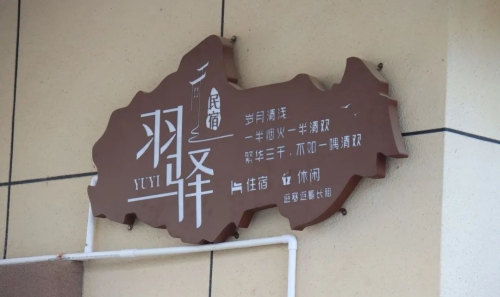 羽驿
YUYI
民宿
岁月清浅
一半烟火一半清欢
繁华三千,不如一隅清欢
住宿 休闲